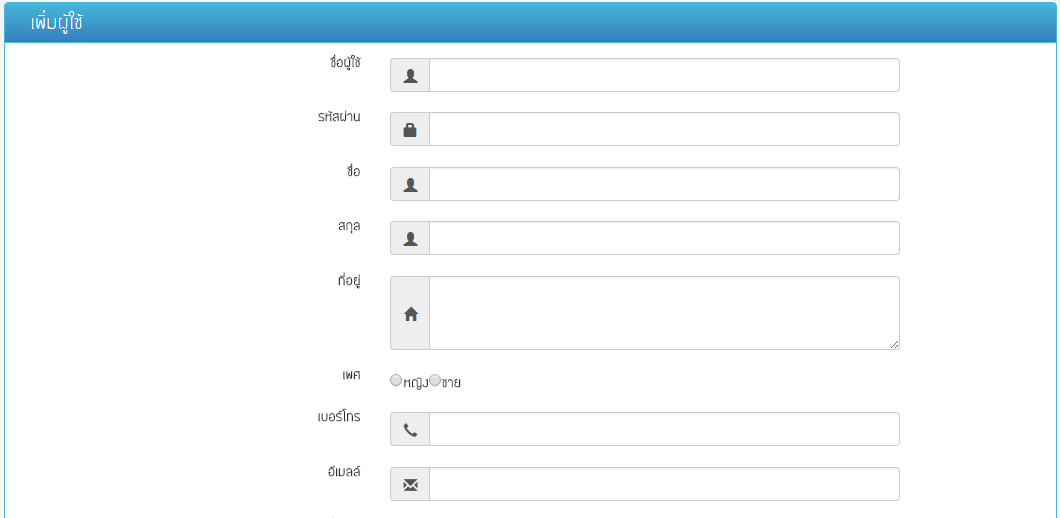 เพิ่มผู้ใช้
ชื่อผู้ใช้
รหัสผ่าน
ชื่อ
สกุล
ที่อยู่
เพศ หญิง ชาย
เบอร์โทร
อีเมลล์